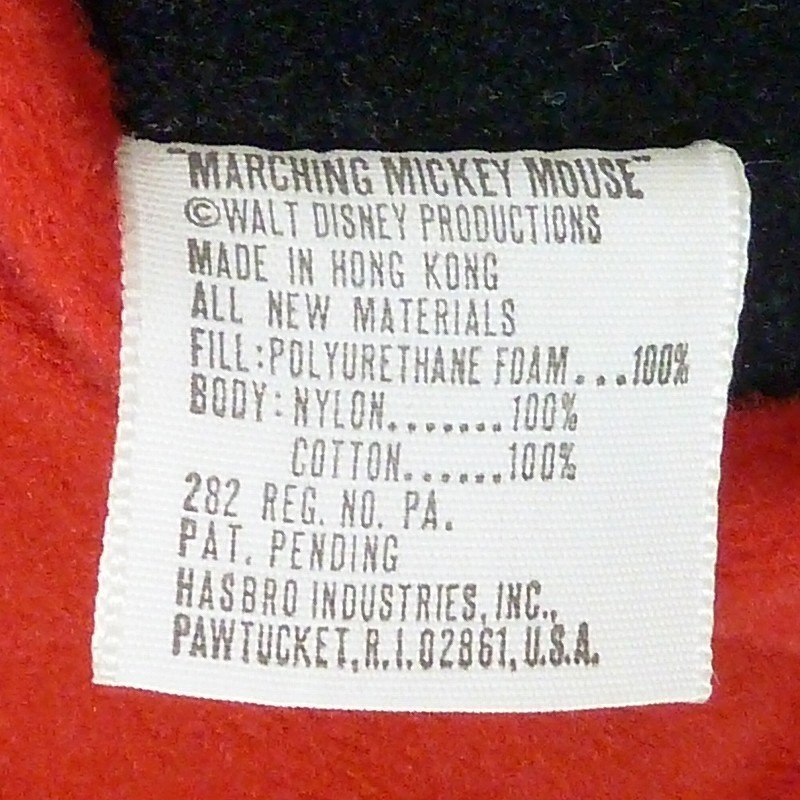 "MARCHING MICKEY MOUSE"
©WALT DISNEY PRODUCTIONS
MADE IN HONG KONG
ALL NEW MATERIALS
FILL:POLYURETHANE FOAM...100%
BODY: NYLON.......100%
COTTON......100%
282 REG. NO. PA.
PAT. PENDING
HASBRO INDUSTRIES, INC.,
PAWTUCKET, R.I. 02861, U.S.A.